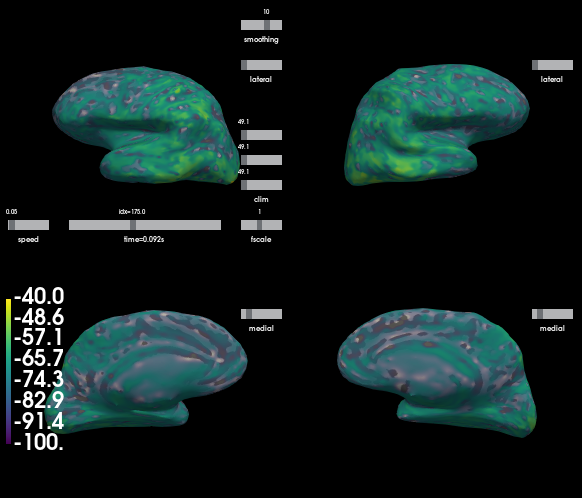 10
smoothing
lateral
lateral
49.1
49.1
49.1
clim
0.05
idx=175.0
1
speed
time=0.092s
fscale
medial
medial
-40.0
-48.6
-57.1
-65.7
-74.3
-82.9
-91.4
-100.